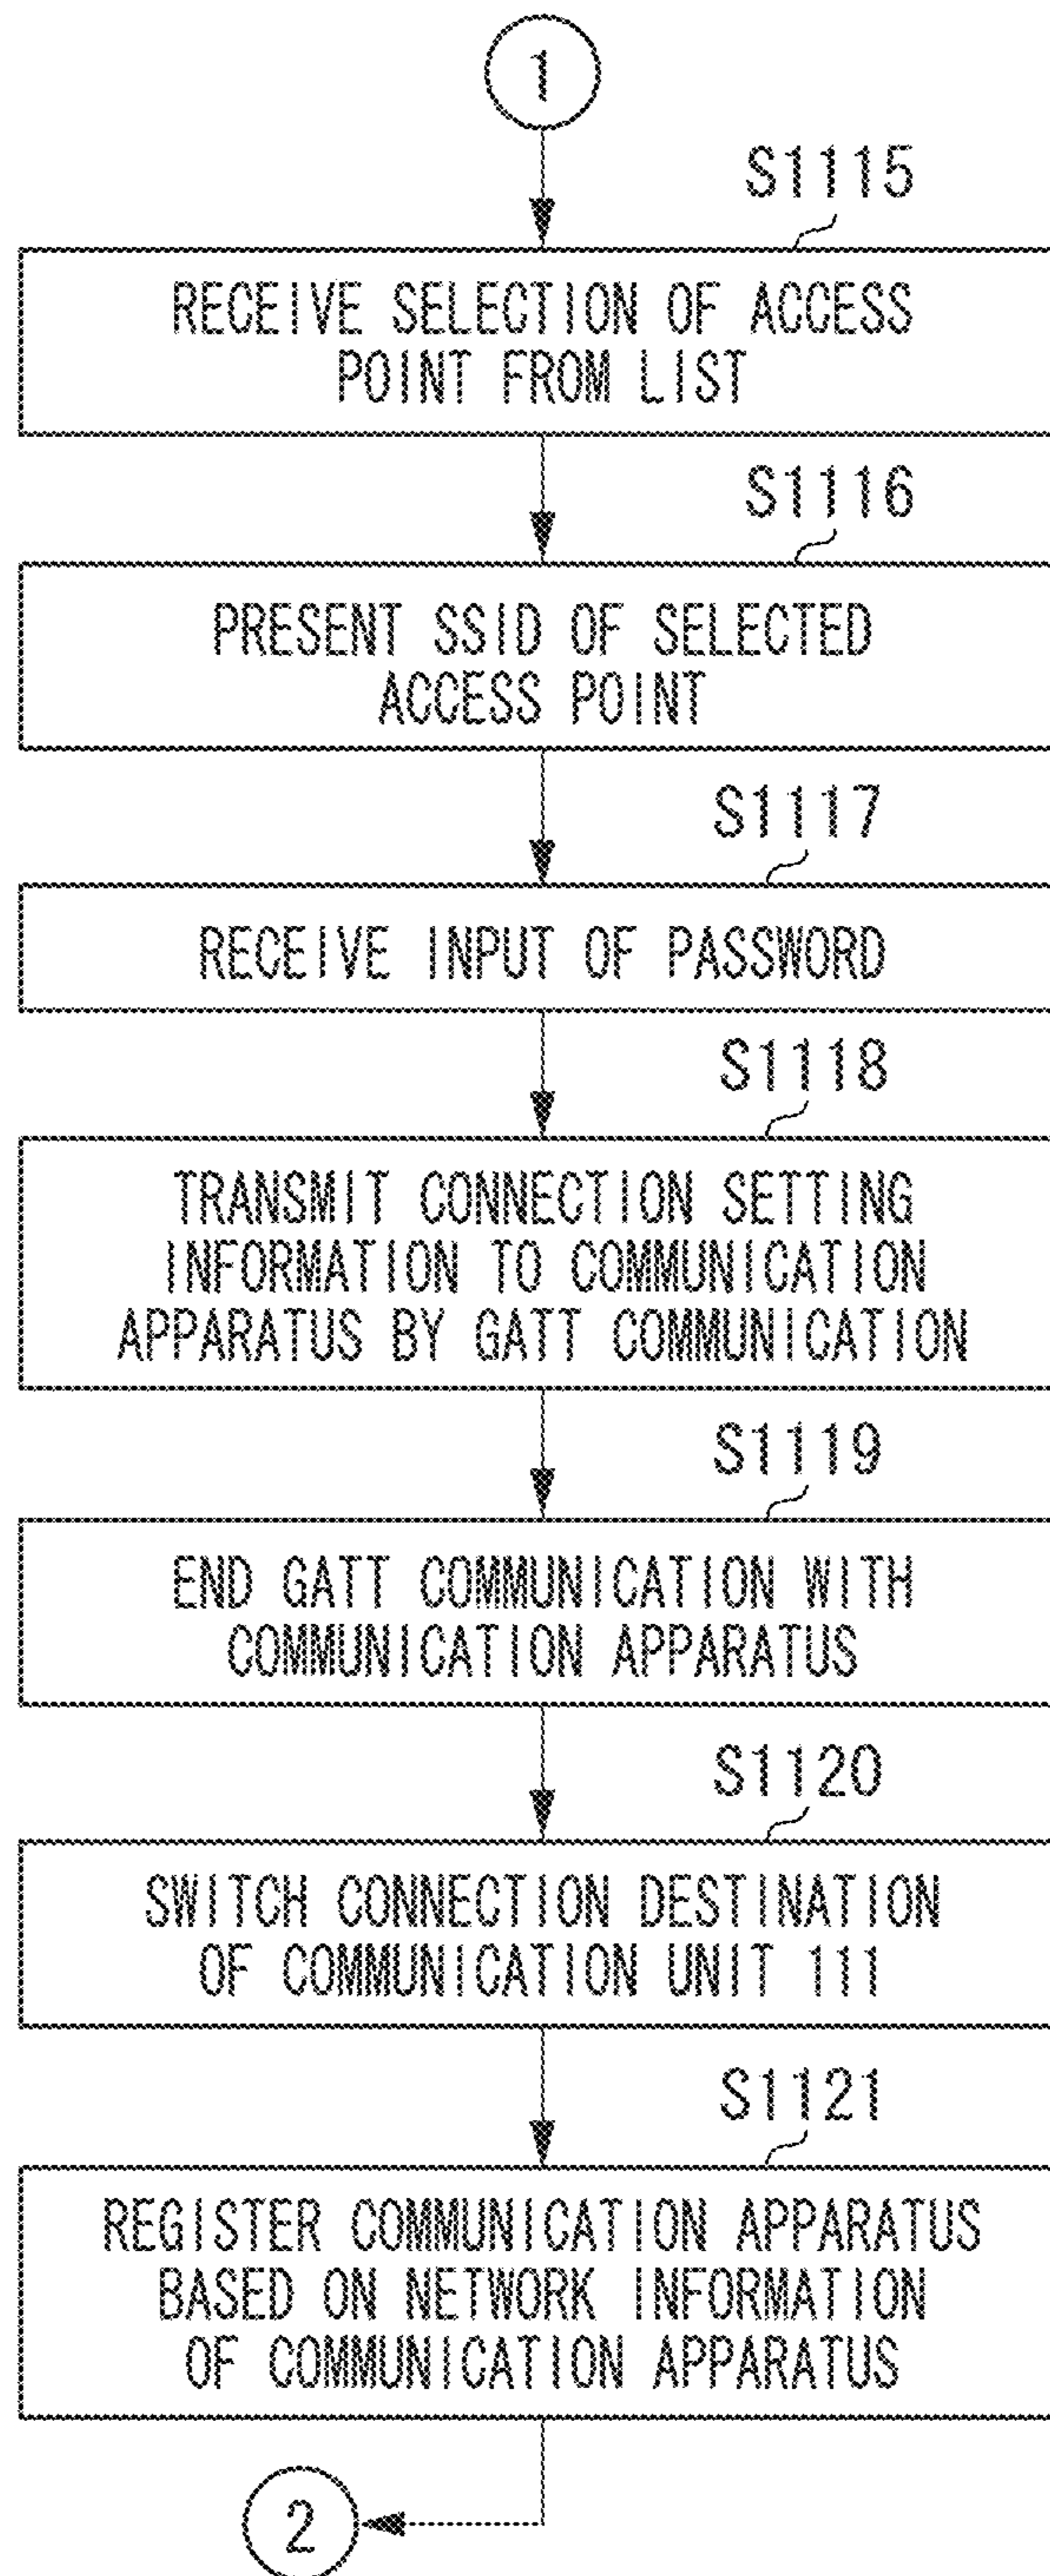 1
S1115
RECEIVE SELECTION OF ACCESS
POINT FROM LIST
S1116
PRESENT SSID OF SELECTED
ACCESS POINT
S1117
RECEIVE INPUT OF PASSWORD
S1118
TRANSMIT CONNECTION SETTING
INFORMATION TO COMMUNICATION
APPARATUS BY GATT COMMUNICATION
S1119
END GATT COMMUNICATION WITH
COMMUNICATION APPARATUS
S1120
SWITCH CONNECTION DESTINATION
OF COMMUNICATION UNIT 111
S1121
REGISTER COMMUNICATION APPARATUS
BASED ON NETWORK INFORMATION
OF COMMUNICATION APPARATUS
2